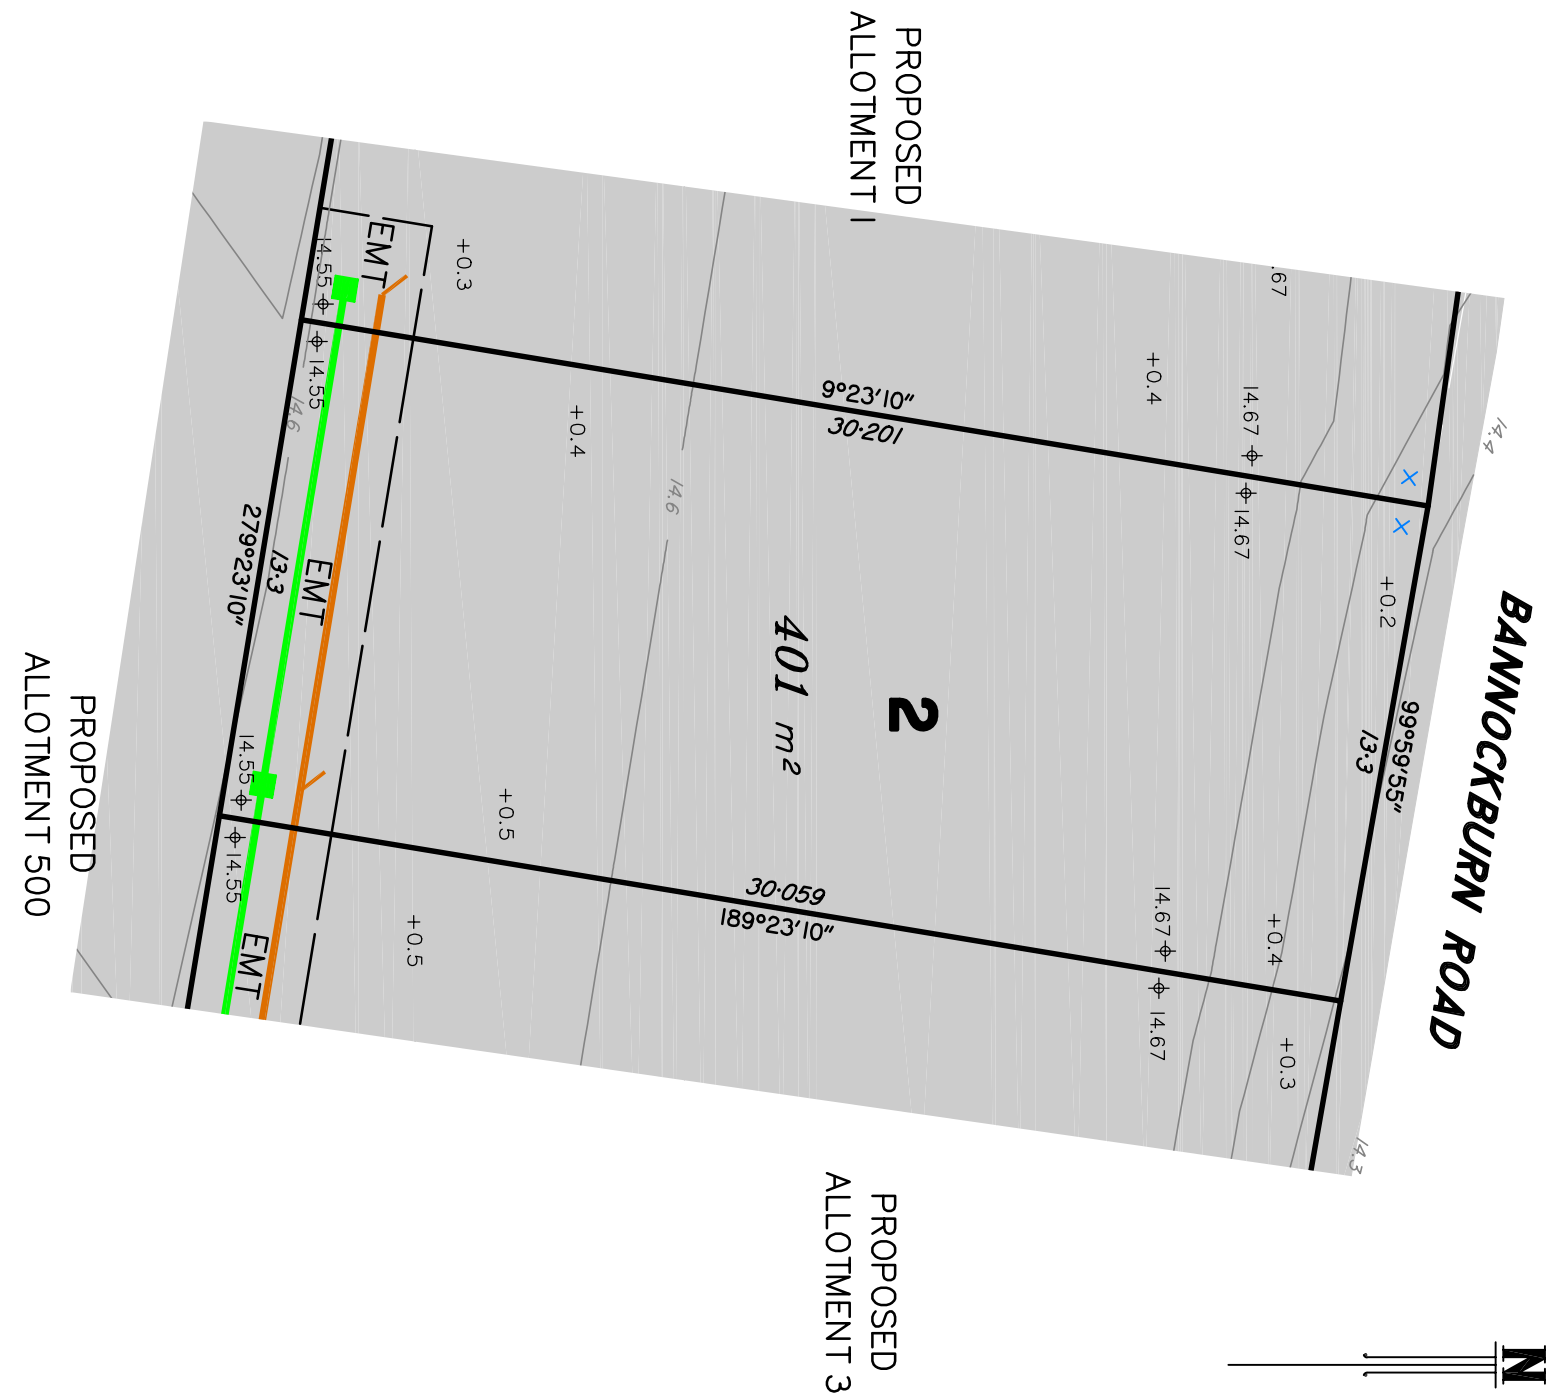 PROPOSED
ALLOTMENT 1
BANNOCKBURN ROAD
99°59'55"
13·3
9°23'10"
30·201
2
401 m²
30·059
189°23'10"
279°23'10"
13·3
EMT
EMT
EMT
14.55
14.55
14.55
14.55
14.67
14.67
14.67
14.67
.67
+0.3
+0.4
+0.4
+0.2
+0.5
+0.5
+0.4
+0.3
14.6
14.6
14.4
14.3
PROPOSED
ALLOTMENT 500
PROPOSED
ALLOTMENT 3
N